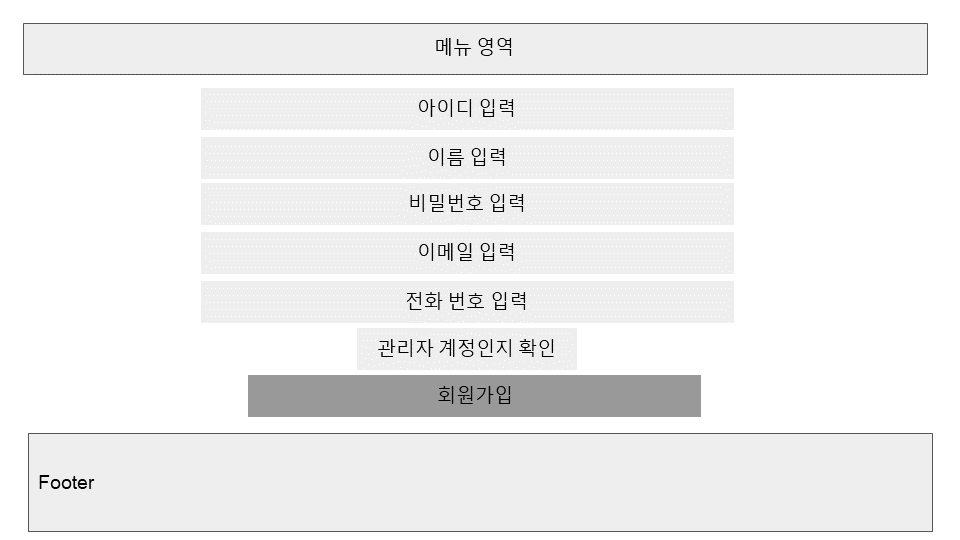 메뉴 영역
아이디 입력
이름 입력
비밀번호 입력
이메일 입력
전화 번호 입력
관리자 계정인지 확인
회원가입
Footer